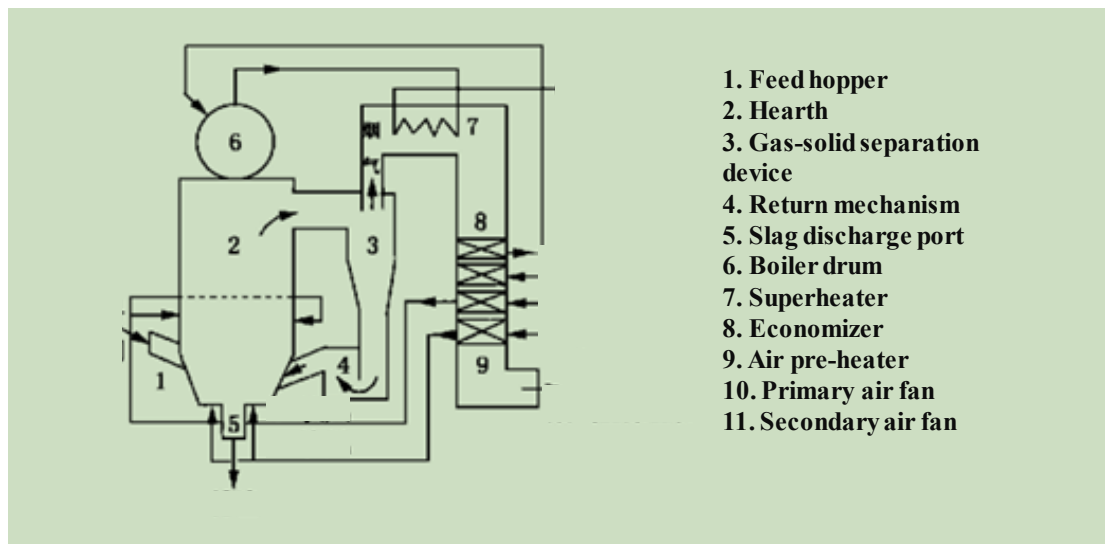 6
7
烟
气
2
3
8
1
4
9
5
1. Feed hopper
2. Hearth
3. Gas-solid separation
device
4. Return mechanism
5. Slag discharge port
6. Boiler drum
7. Superheater
8. Economizer
9. Air pre-heater
10. Primary air fan
11. Secondary air fan